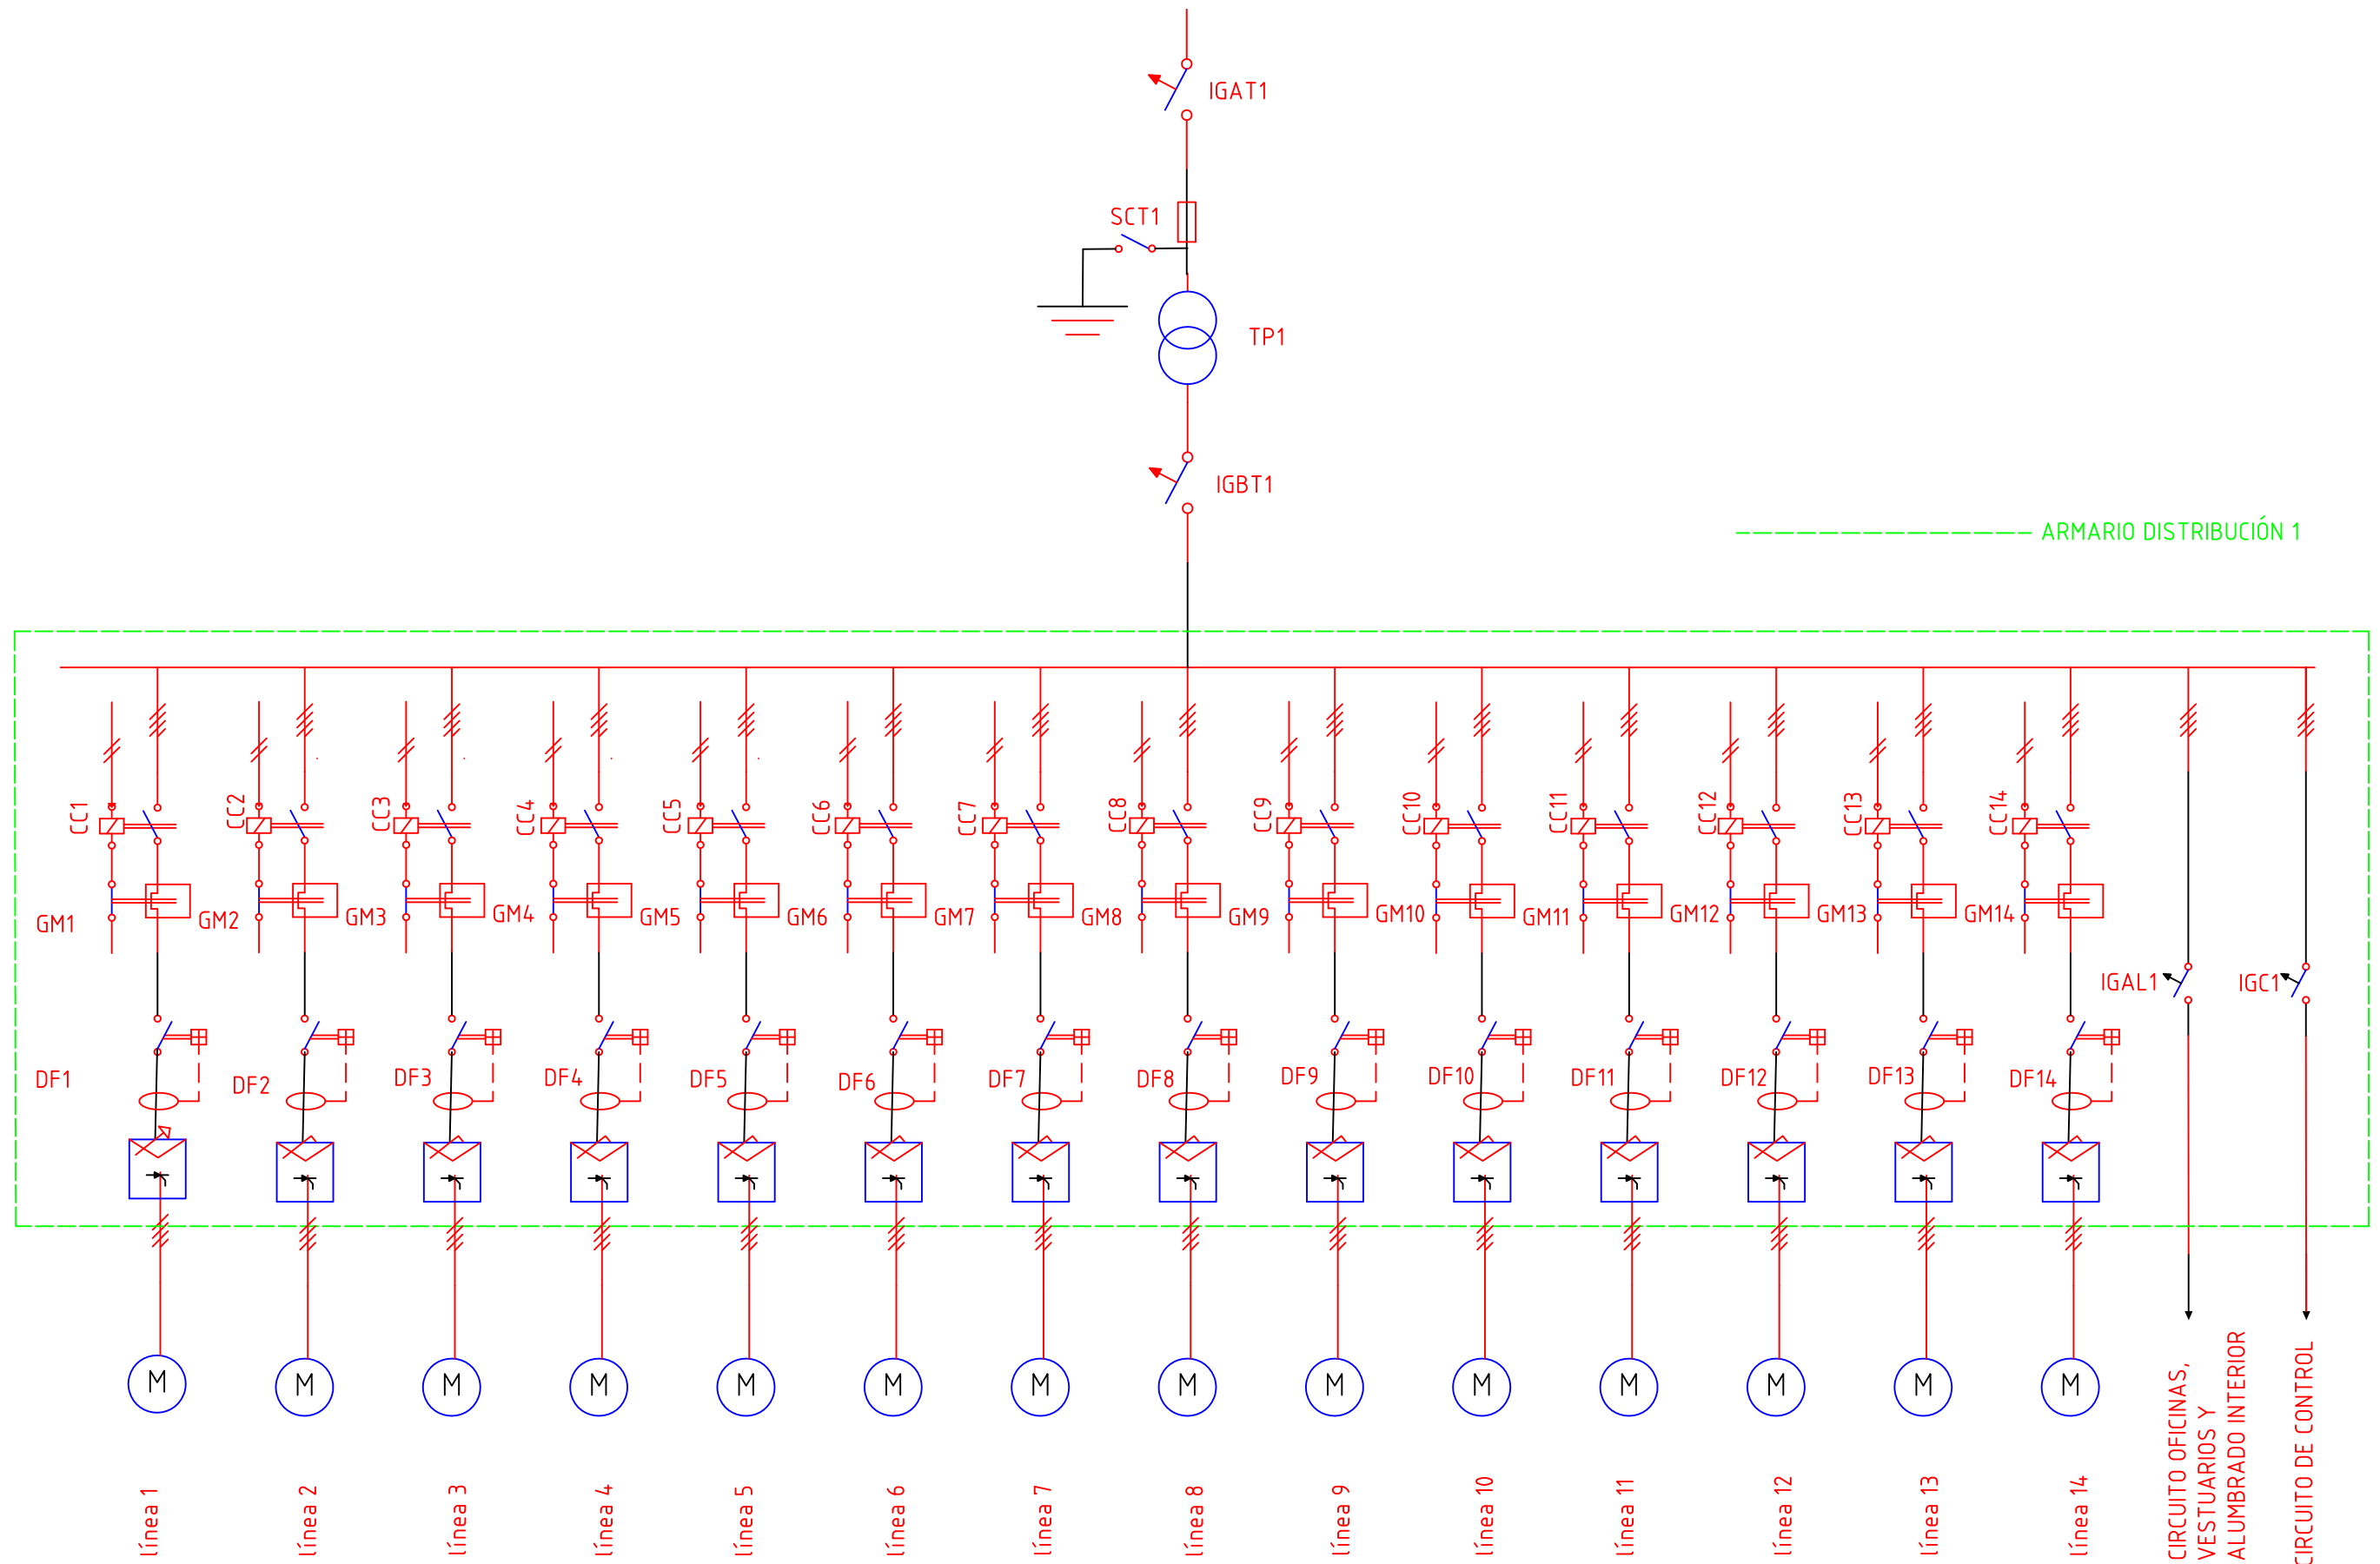 IGAT1
SCT1
TP1
IGBT1
ARMARIO DISTRIBUCIÓN 1
CC1
CC2
CC3
CC4
CC5
CC6
CC7
CC8
CC9
CC10
CC11
CC12
CC13
CC14
GM1
GM2
GM3
GM4
GM5
GM6
GM7
GM8
GM9
GM10
GM11
GM12
GM13
GM14
IGAL1
IGC1
DF1
DF2
DF3
DF4
DF5
DF6
DF7
DF8
DF9
DF10
DF11
DF12
DF13
DF14
M
M
M
M
M
M
M
M
M
M
M
M
M
M
línea 1
línea 2
línea 3
línea 4
línea 5
línea 6
línea 7
línea 8
línea 9
línea 10
línea 11
línea 12
línea 13
línea 14
CIRCUITO OFICINAS,
VESTUARIOS Y
ALUMBRADO INTERIOR
CIRCUITO DE CONTROL